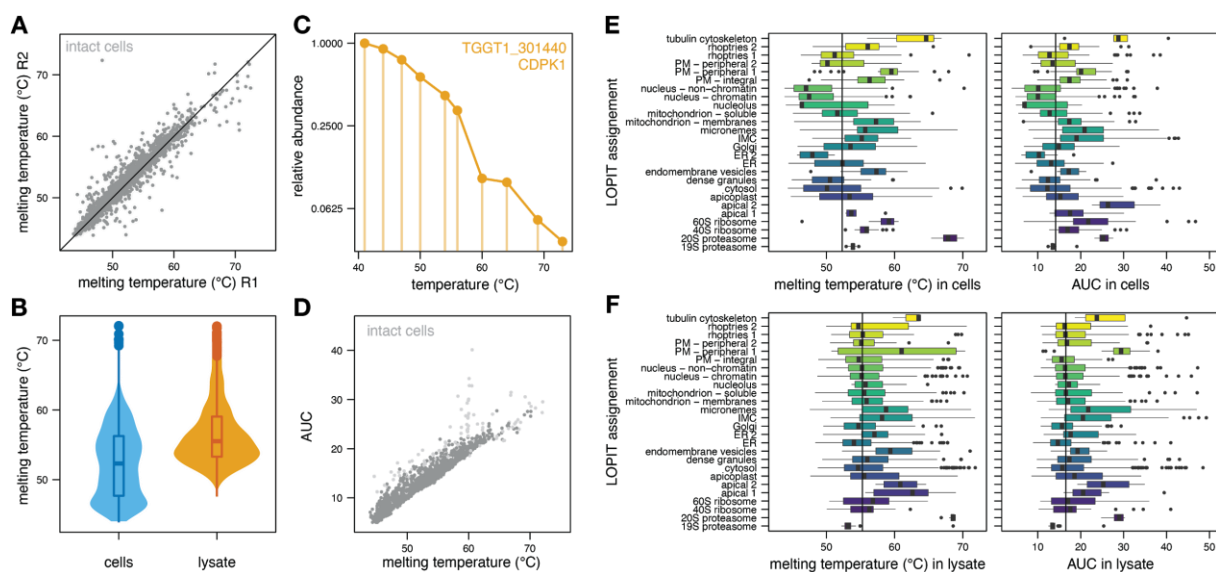 A
intact cells
melting temperature (°C) R2
70
60
50
50
60
70
melting temperature (°C) R1
B
melting temperature (°C)
70
60
50
cells
lysate
C
TGGT1_301440
CDPK1
relative abundance
1.0000
0.2500
0.0625
40
50
60
70
temperature (°C)
D
intact cells
AUC
40
30
20
10
50
60
70
melting temperature (°C)
E
LOPIT assignement
tubulin cytoskeleton
rhoptries 2
rhoptries 1
PM – peripheral 2
PM – peripheral 1
PM – integral
nucleus – non–chromatin
nucleus – chromatin
nucleolus
mitochondrion – soluble
mitochondrion – membranes
micronemes
IMC
Golgi
ER 2
ER
endomembrane vesicles
dense granules
cytosol
apicoplast
apical 2
apical 1
60S ribosome
40S ribosome
20S proteasome
19S proteasome
50
60
70
melting temperature (°C) in cells
10
20
30
40
50
AUC in cells
F
LOPIT assignement
tubulin cytoskeleton
rhoptries 2
rhoptries 1
PM – peripheral 2
PM – peripheral 1
PM – integral
nucleus – non–chromatin
nucleus – chromatin
nucleolus
mitochondrion – soluble
mitochondrion – membranes
micronemes
IMC
Golgi
ER 2
ER
endomembrane vesicles
dense granules
cytosol
apicoplast
apical 2
apical 1
60S ribosome
40S ribosome
20S proteasome
19S proteasome
50
60
70
melting temperature (°C) in lysate
10
20
30
40
50
AUC in lysate